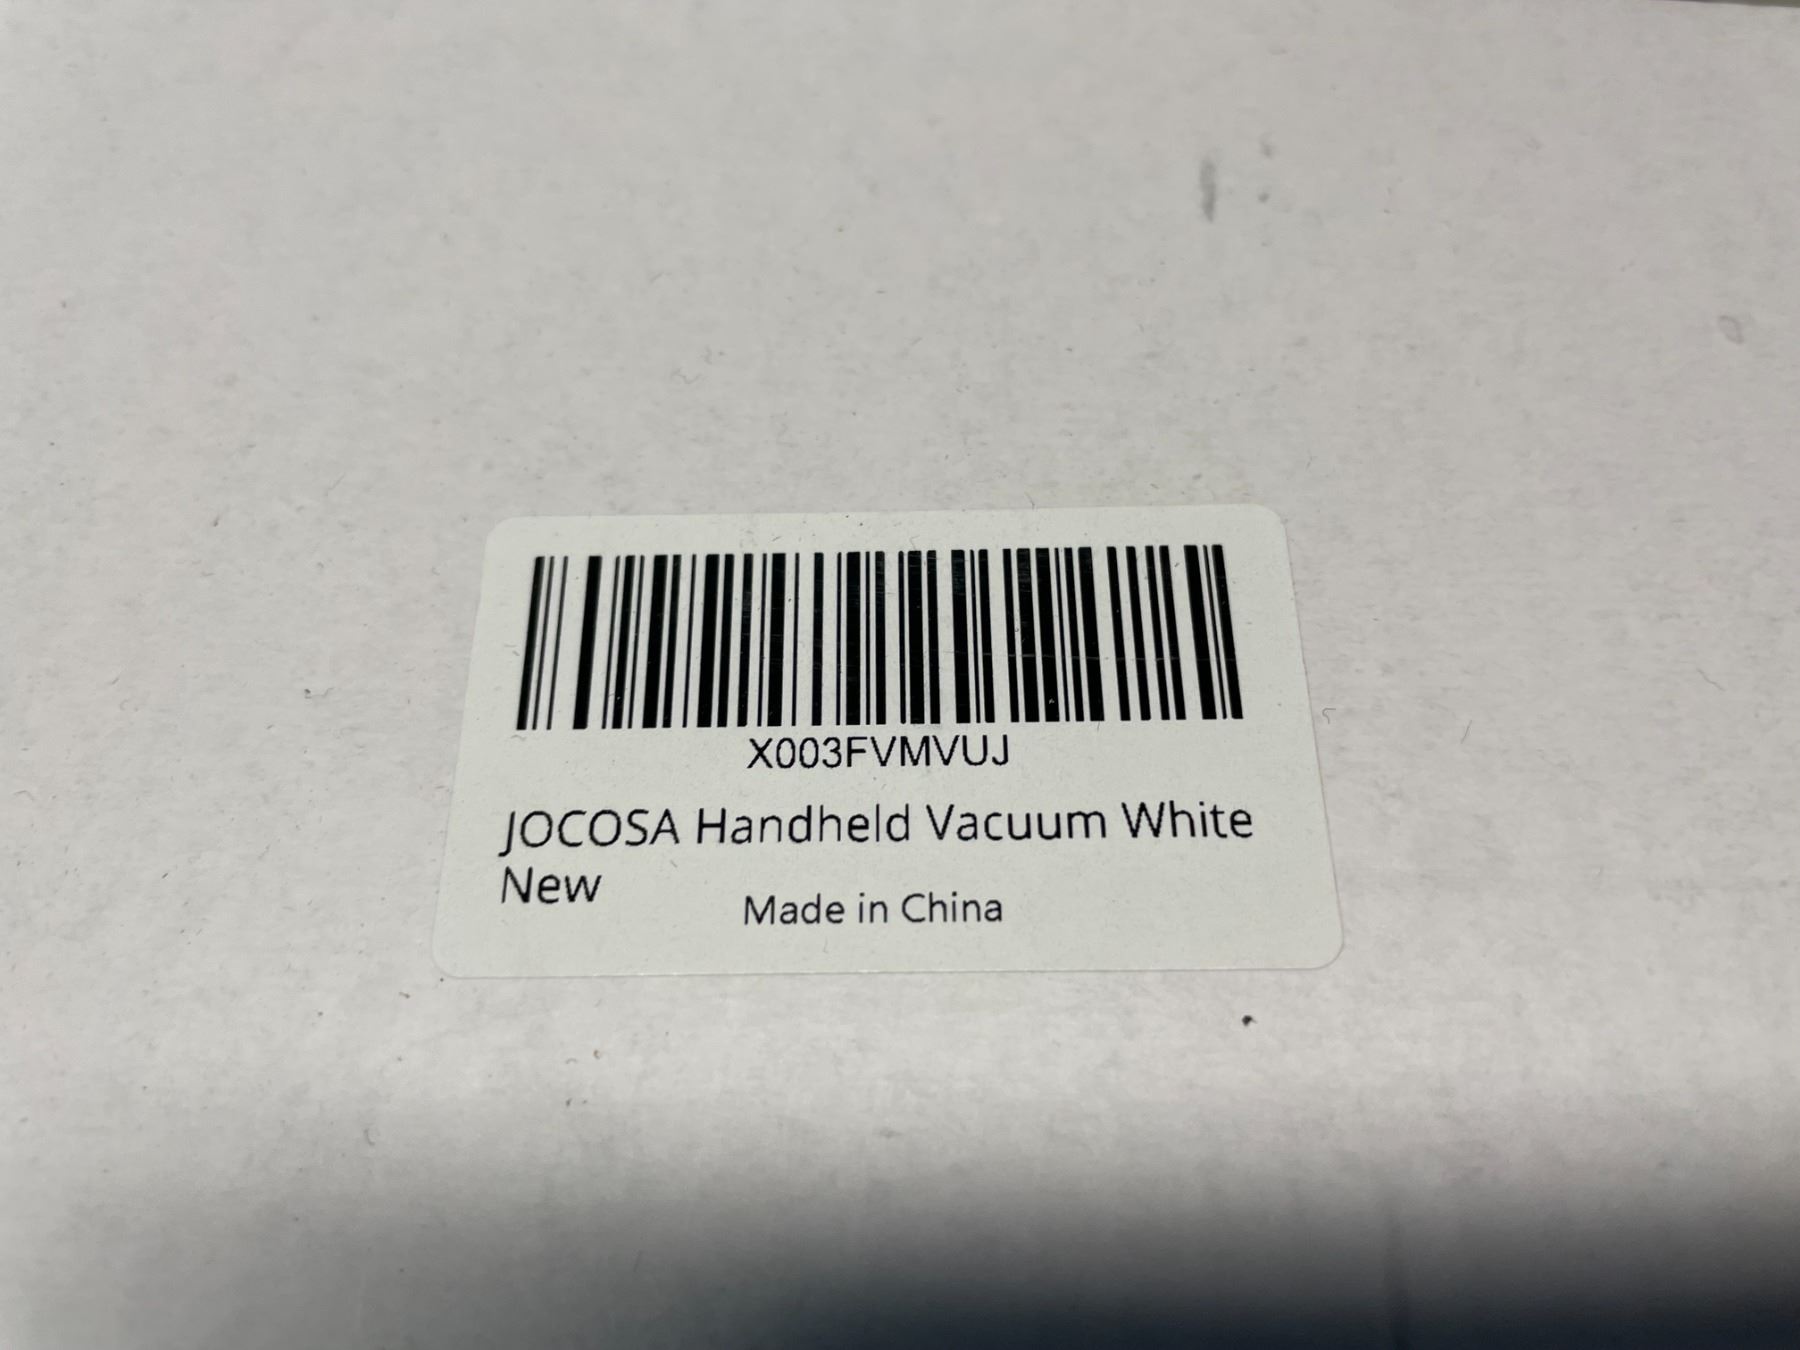 X003FVMVUJ
JOCOSA Handheld Vacuum White
New
Made in China